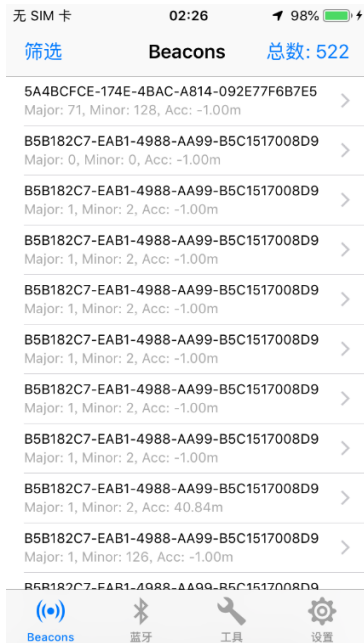 无 SIM 卡 02:26 98%
筛选 Beacons 总数: 522
5A4BCFCE-174E-4BAC-A814-092E77F6B7E5
Major: 71, Minor: 128, Acc: -1.00m
B5B182C7-EAB1-4988-AA99-B5C1517008D9
Major: 0, Minor: 0, Acc: -1.00m
B5B182C7-EAB1-4988-AA99-B5C1517008D9
Major: 1, Minor: 2, Acc: -1.00m
B5B182C7-EAB1-4988-AA99-B5C1517008D9
Major: 1, Minor: 2, Acc: -1.00m
B5B182C7-EAB1-4988-AA99-B5C1517008D9
Major: 1, Minor: 2, Acc: -1.00m
B5B182C7-EAB1-4988-AA99-B5C1517008D9
Major: 1, Minor: 2, Acc: -1.00m
B5B182C7-EAB1-4988-AA99-B5C1517008D9
Major: 1, Minor: 2, Acc: -1.00m
B5B182C7-EAB1-4988-AA99-B5C1517008D9
Major: 1, Minor: 2, Acc: -1.00m
B5B182C7-EAB1-4988-AA99-B5C1517008D9
Major: 1, Minor: 2, Acc: 40.84m
B5B182C7-EAB1-4988-AA99-B5C1517008D9
Major: 1, Minor: 126, Acc: -1.00m
B5B182C7-EAB1-4988-AA99-B5C1517008D9
Beacons 蓝牙 工具 设置